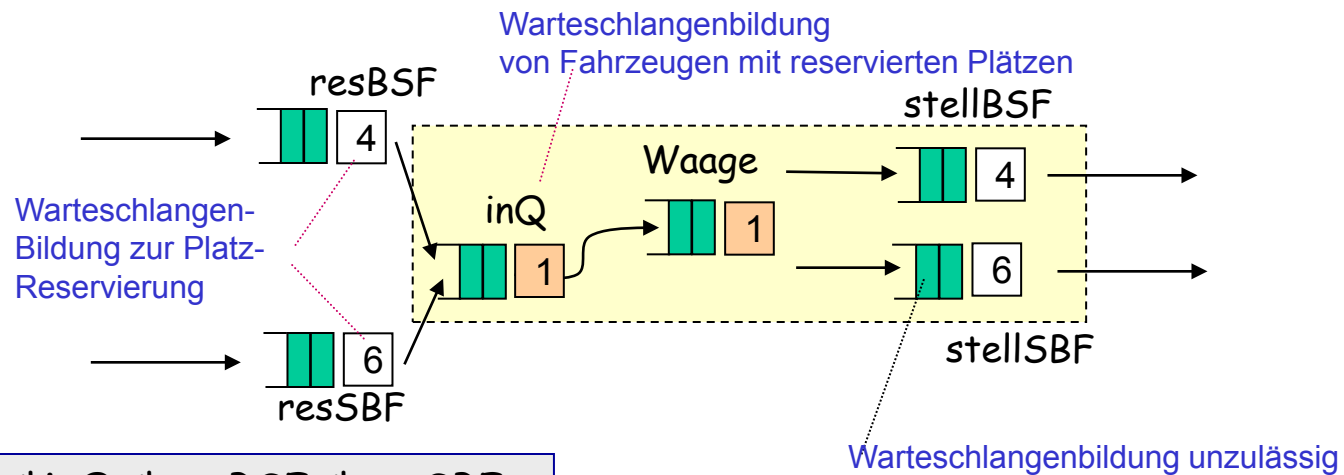 Warteschlangenbildung
von Fahrzeugen mit reservierten Plätzen
resBSF
stellBSF
4
Waage
4
Warteschlangen-
Bildung zur Platz-
Reservierung
inQ
1
1
6
6
resSBF
stellSBF
Warteschlangenbildung unzulässig